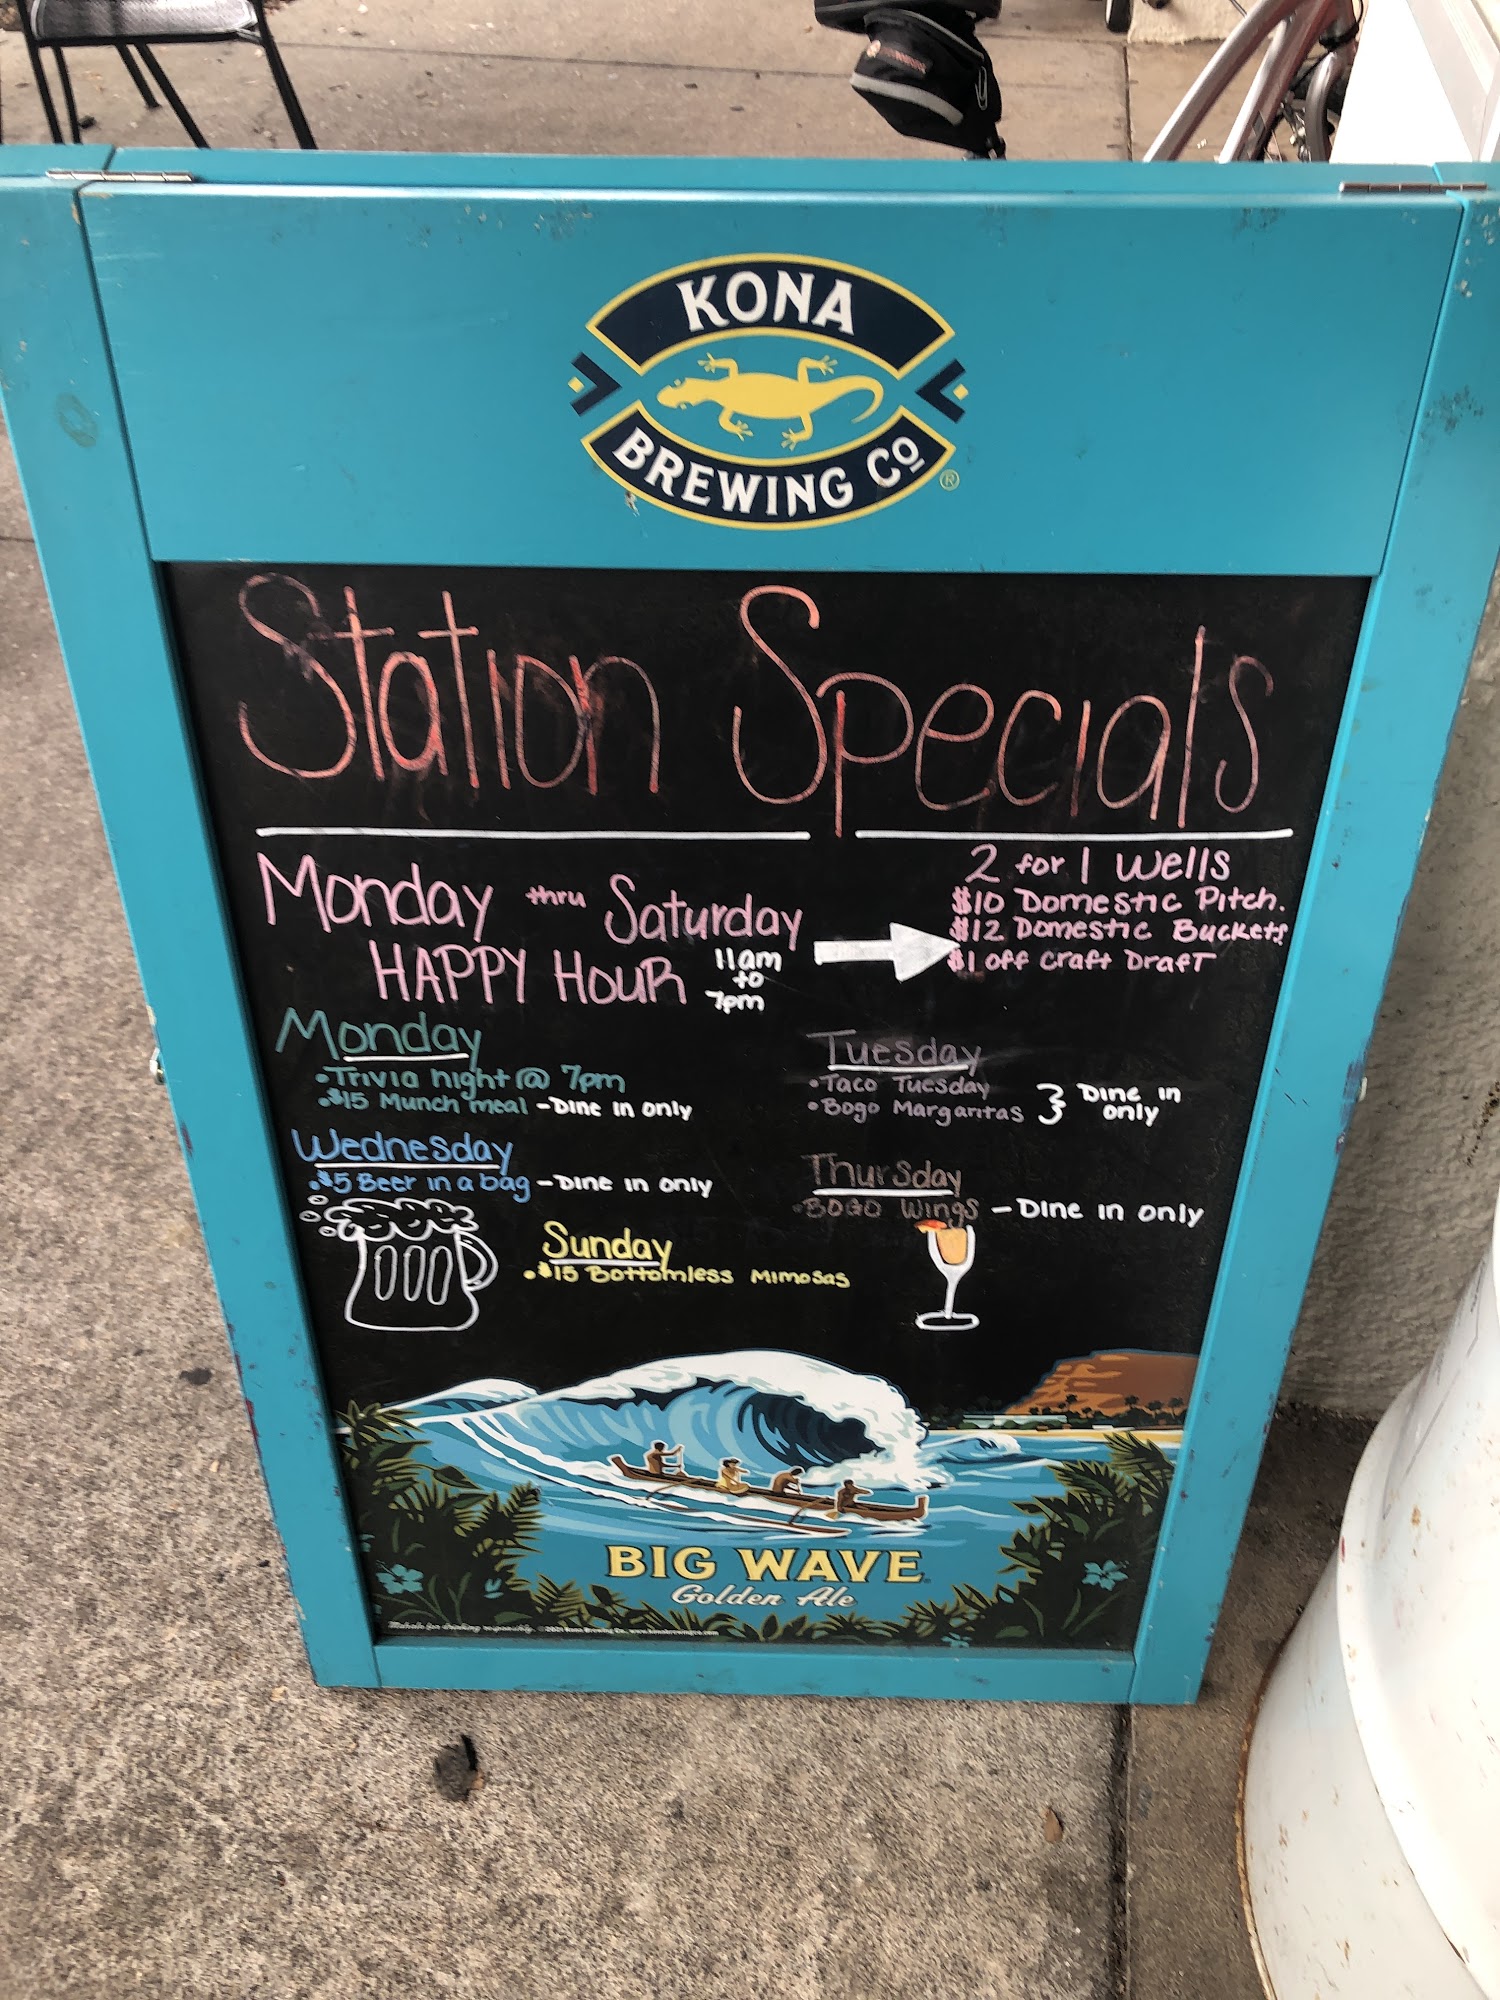 KONA
BREWING Co
®
Station Specials
Monday thru Saturday
HAPPY HOUR 11am to 7pm
2 for 1 Wells
$10 Domestic Pitch.
$12 Domestic Buckets
$1 off craft Draft
Monday
•Trivia night @ 7pm
•$15 Munch meal -Dine in only
Tuesday
•Taco Tuesday
•Bogo Margaritas
Dine in
only
Wednesday
•$5 Beer in a bag -Dine in only
Thursday
•BOGO Wings -Dine in only
Sunday
•$15 Bottomless Mimosas
BIG WAVE
Golden Ale